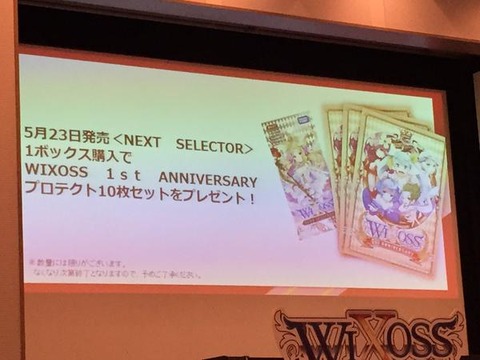 5月23日発売<NEXT SELECTOR>
1ボックス購入で
WIXOSS 1st ANNIVERSARY
プロテクト10枚セットをプレゼント！
※数量には限りがございます。
なくなり次第終了となりますので、予めご了承ください。
WIXOSS
WIXOSS